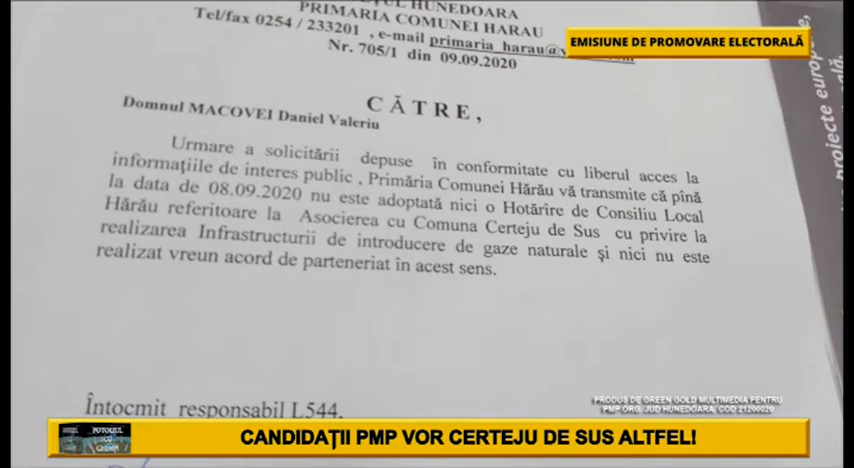 HUNEDOARA
PRIMARIA COMUNEI HARAU
Tel/fax 0254 / 233201 , e-mail primaria_harau@
Nr. 705/1 din 09.09.2020
EMISIUNE DE PROMOVARE ELECTORALĂ
proiecte europene,
CĂTRE,
Domnul MACOVEI Daniel Valeriu
Urmare a solicitării depuse în conformitate cu liberul acces la
informaţiile de interes public , Primăria Comunei Hărău vă transmite că pînă
la data de 08.09.2020 nu este adoptată nici o Hotărîre de Consiliu Local
Hărău referitoare la Asocierea cu Comuna Certeju de Sus cu privire la
realizarea Infrastructurii de introducere de gaze naturale şi nici nu este
realizat vreun acord de parteneriat în acest sens.
Întocmit responsabil L544,
PRODUS DE GREEN GOLD MULTIMEDIA PENTRU
PMP ORG. JUD HUNEDOARA, COD 21200020
CANDIDAȚII PMP VOR CERTEJU DE SUS ALTFEL!